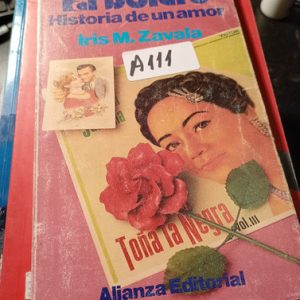 El bolero
Historia de un amor
Iris M. Zavala
A111
Toña la Negra
vol. III
Alianza Editorial